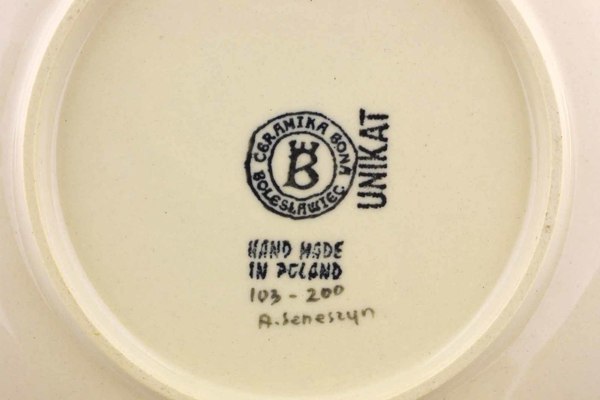 CERAMIKA BONA
B
BOLESŁAWIEC
UNIKAT
HAND MADE
IN POLAND
103-200
A. Seneszyn